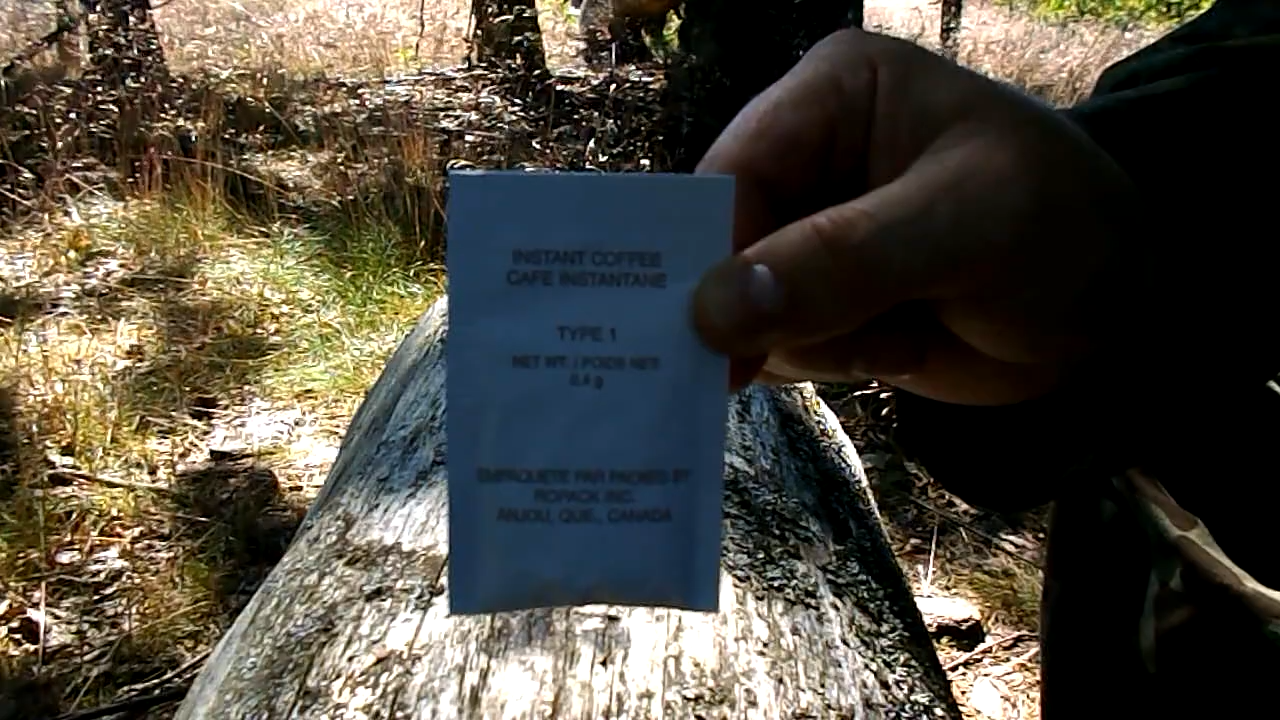 INSTANT COFFEE
CAFE INSTANTANE
TYPE 1
NET WT. / POIDS NET
EMPAQUETE PAR PACKED BY
ROPACK INC.
ANJOU, QUE., CANADA